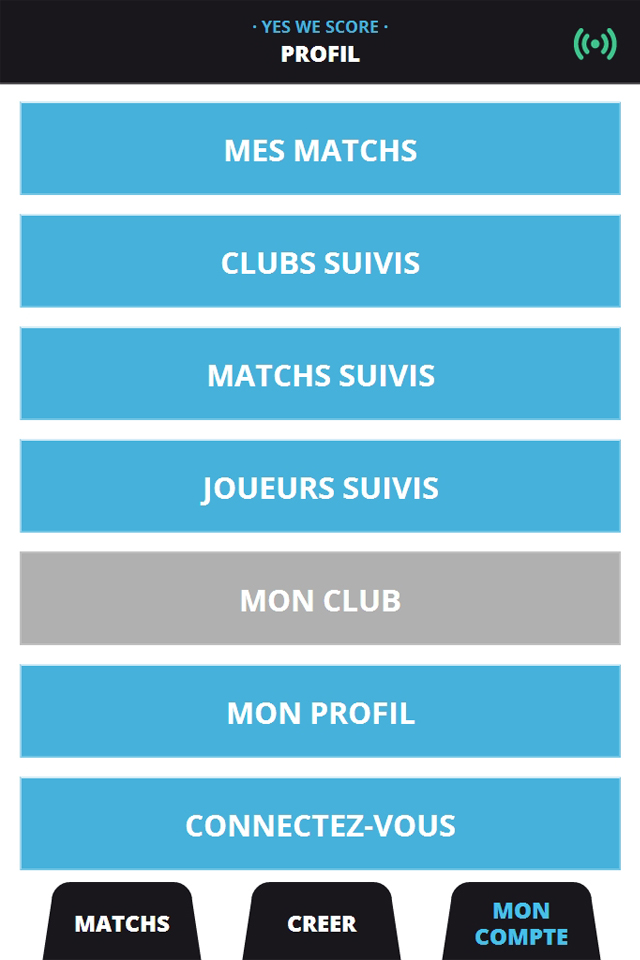 · YES WE SCORE ·
PROFIL
MES MATCHS
CLUBS SUIVIS
MATCHS SUIVIS
JOUEURS SUIVIS
MON CLUB
MON PROFIL
CONNECTEZ-VOUS
MATCHS
CREER
MON
COMPTE